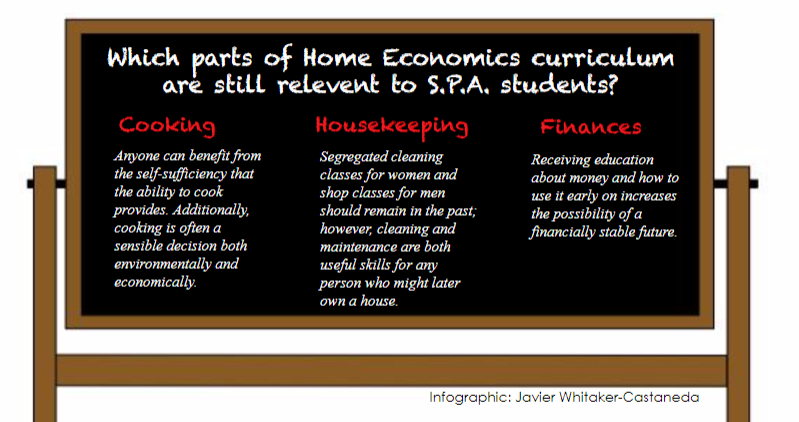 Which parts of Home Economics curriculum
are still relevent to S.P.A. students?
Cooking
Anyone can benefit from
the self-sufficiency that
the ability to cook
provides. Additionally,
cooking is often a
sensible decision both
environmentally and
economically.
Housekeeping
Segregated cleaning
classes for women and
shop classes for men
should remain in the past;
however, cleaning and
maintenance are both
useful skills for any
person who might later
own a house.
Finances
Receiving education
about money and how to
use it early on increases
the possibility of a
financially stable future.
Infographic: Javier Whitaker-Castaneda